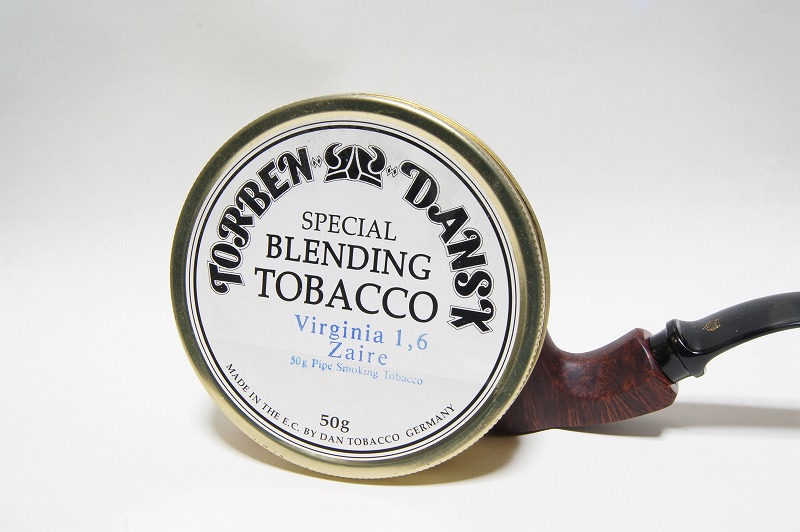 TORBEN DANSK
SPECIAL
BLENDING
TOBACCO
Virginia 1,6
Zaire
50g Pipe Smoking Tobacco
50g
MADE IN THE E.C. BY DAN TOBACCO GERMANY